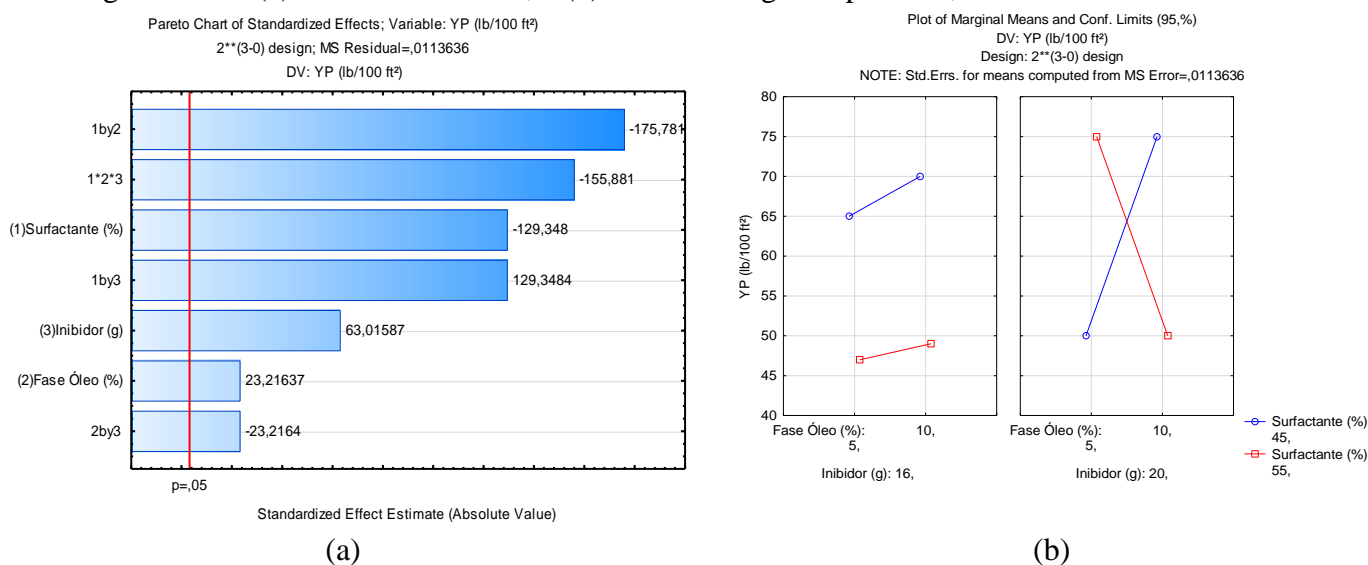 Pareto Chart of Standardized Effects; Variable: YP (lb/100 ft²)
2**(3-0) design; MS Residual=,0113636
DV: YP (lb/100 ft²)
1by2
-175,781
1*2*3
-155,881
(1)Surfactante (%)
-129,348
1by3
129,3484
(3)Inibidor (g)
63,01587
(2)Fase Óleo (%)
23,21637
2by3
-23,2164
p=,05
Standardized Effect Estimate (Absolute Value)
(a)
Plot of Marginal Means and Conf. Limits (95,%)
DV: YP (lb/100 ft²)
Design: 2**(3-0) design
NOTE: Std.Errs. for means computed from MS Error=,0113636
YP (lb/100 ft²)
80
75
70
65
60
55
50
45
40
Fase Óleo (%):
5,
10,
Inibidor (g): 16,
Fase Óleo (%):
5,
10,
Inibidor (g): 20,
Surfactante (%)
45,
Surfactante (%)
55,
(b)